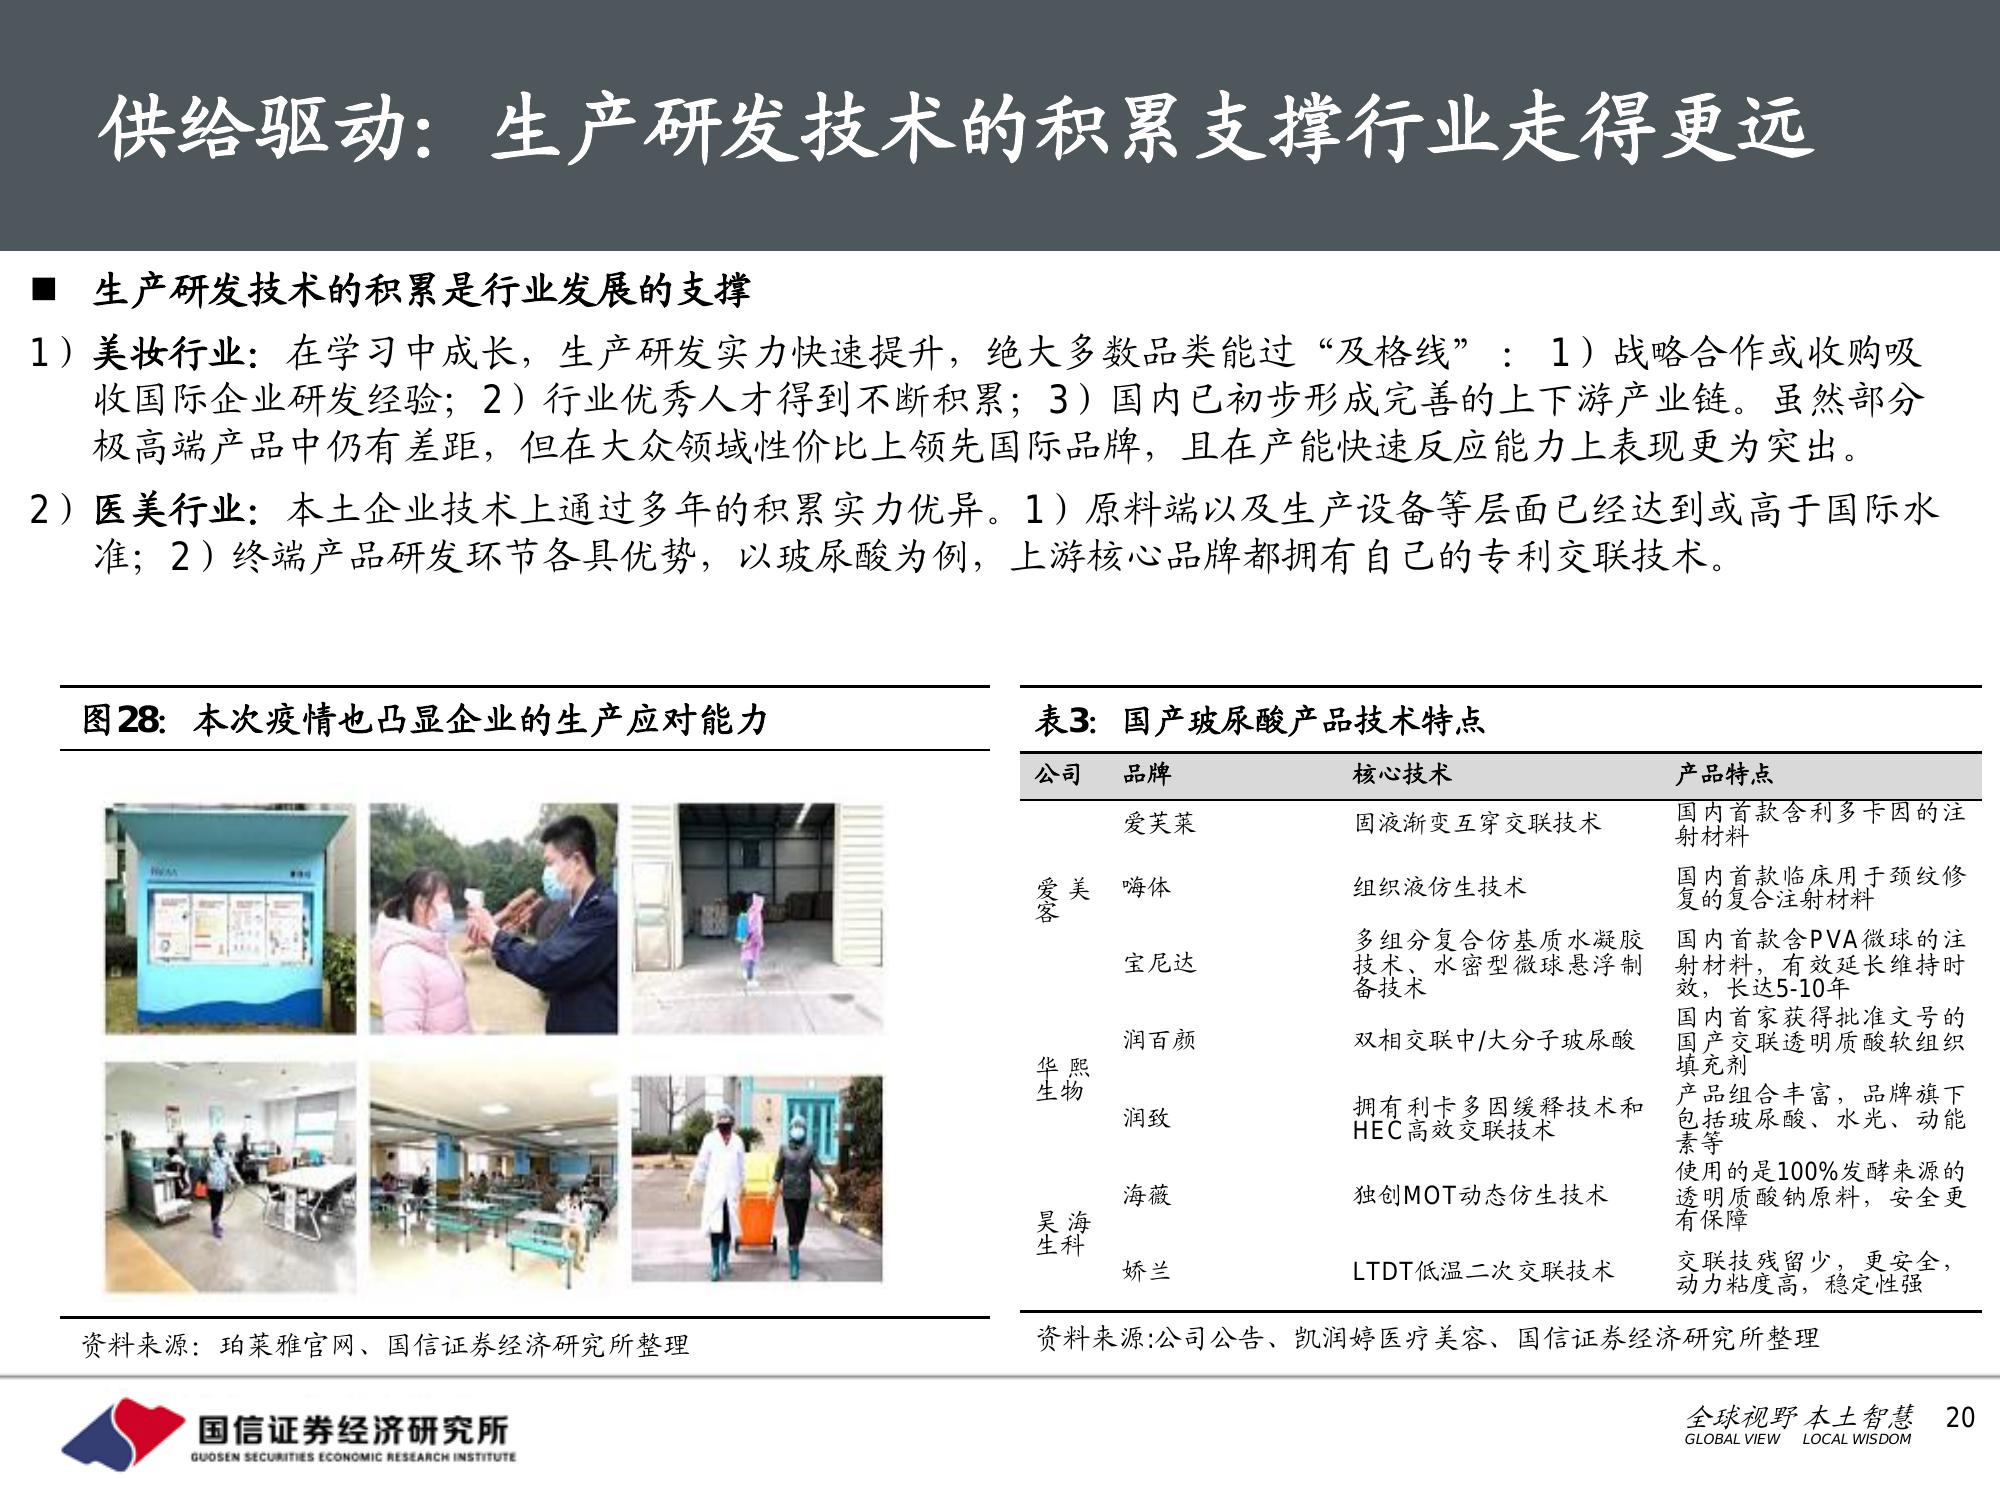 供给驱动：生产研发技术的积累支撑行业走得更远
■ 生产研发技术的积累是行业发展的支撑
1）美妆行业：在学习中成长，生产研发实力快速提升，绝大多数品类能过“及格线”：1）战略合作或收购吸
收国际企业研发经验；2）行业优秀人才得到不断积累；3）国内已初步形成完善的上下游产业链。虽然部分
极高端产品中仍有差距，但在大众领域性价比上领先国际品牌，且在产能快速反应能力上表现更为突出。
2）医美行业：本土企业技术上通过多年的积累实力优异。1）原料端以及生产设备等层面已经达到或高于国际水
准；2）终端产品研发环节各具优势，以玻尿酸为例，上游核心品牌都拥有自己的专利交联技术。
图28：本次疫情也凸显企业的生产应对能力
资料来源：珀莱雅官网、国信证券经济研究所整理
表3：国产玻尿酸产品技术特点
公司 品牌 核心技术 产品特点
爱美
客
爱芙莱 固液渐变互穿交联技术
国内首款含利多卡因的注
射材料
嗨体 组织液仿生技术
国内首款临床用于颈纹修
复的复合注射材料
宝尼达
多组分复合仿基质水凝胶
技术、水密型微球悬浮制
备技术
国内首款含PVA微球的注
射材料，有效延长维持时
效，长达5-10年
华熙
生物
润百颜 双相交联中/大分子玻尿酸
国内首家获得批准文号的
国产交联透明质酸软组织
填充剂
润致
拥有利卡多因缓释技术和
HEC高效交联技术
产品组合丰富，品牌旗下
包括玻尿酸、水光、动能
素等
昊海
生科
海薇 独创MOT动态仿生技术
使用的是100%发酵来源的
透明质酸钠原料，安全更
有保障
娇兰 LTDT低温二次交联技术
交联技残留少，更安全，
动力粘度高，稳定性强
资料来源:公司公告、凯润婷医疗美容、国信证券经济研究所整理
国信证券经济研究所
GUOSEN SECURITIES ECONOMIC RESEARCH INSTITUTE
全球视野 本土智慧
GLOBAL VIEW LOCAL WISDOM
20